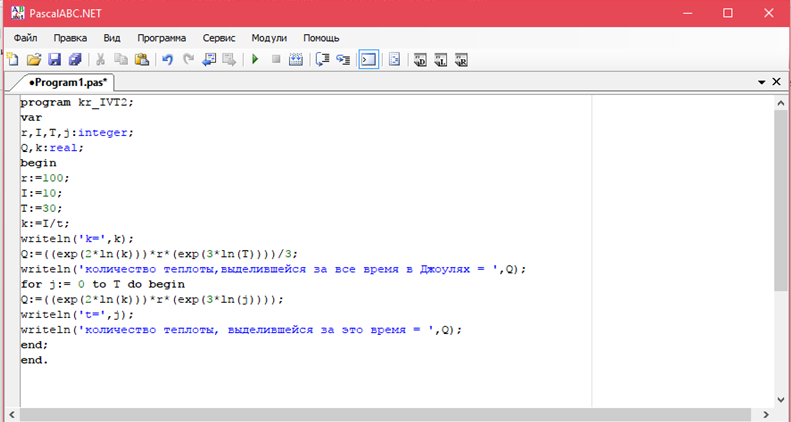 PascalABC.NET
Файл Правка Вид Программа Сервис Модули Помощь
•Program1.pas*
program kr_IVT2;
var
r,I,T,j:integer;
Q,k:real;
begin
r:=100;
I:=10;
T:=30;
k:=I/t;
writeln('k=',k);
Q:=((exp(2*ln(k)))*r*(exp(3*ln(T))))/3;
writeln('количество теплоты,выделившейся за все время в Джоулях = ',Q);
for j:= 0 to T do begin
Q:=((exp(2*ln(k)))*r*(exp(3*ln(j))));
writeln('t=',j);
writeln('количество теплоты, выделившейся за это время = ',Q);
end;
end.